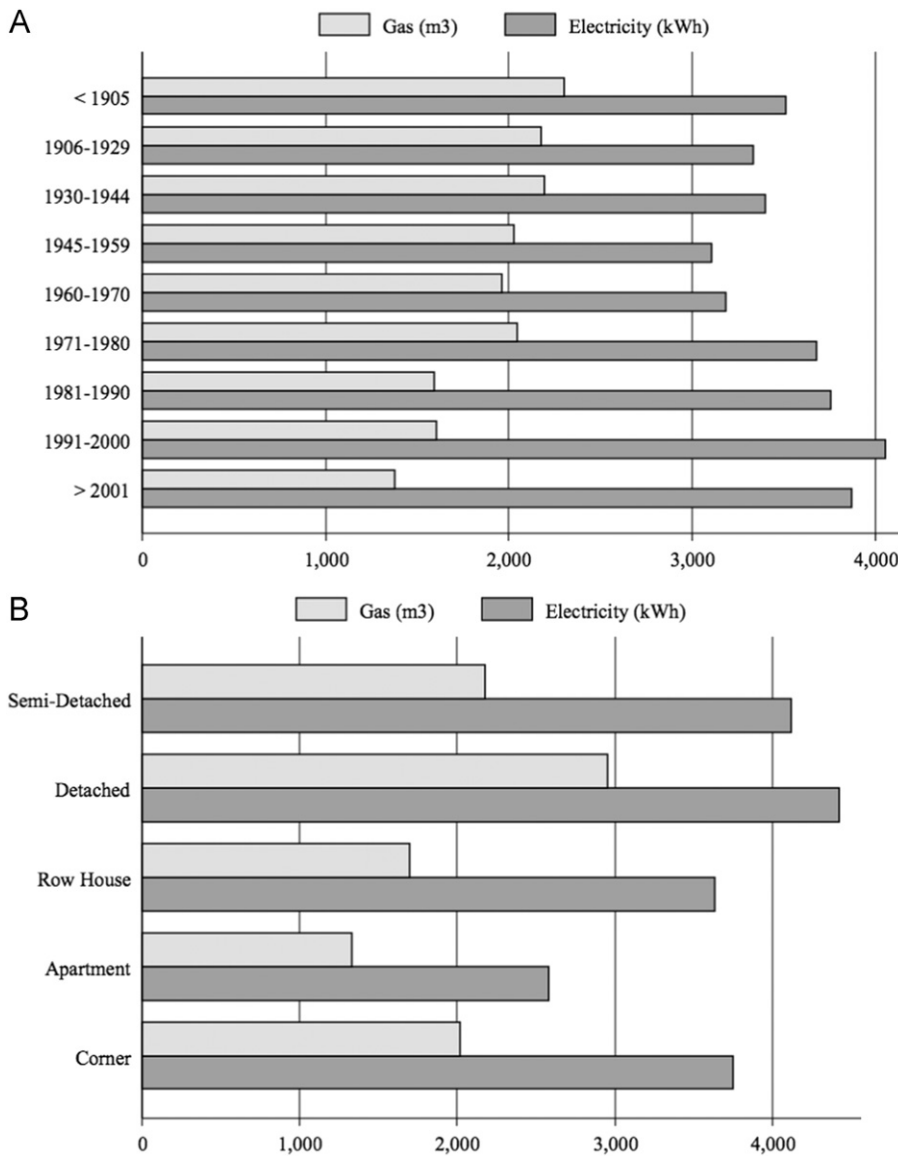 A
Gas (m3) Electricity (kWh)
< 1905
1906-1929
1930-1944
1945-1959
1960-1970
1971-1980
1981-1990
1991-2000
> 2001
0 1,000 2,000 3,000 4,000
B
Gas (m3) Electricity (kWh)
Semi-Detached
Detached
Row House
Apartment
Corner
0 1,000 2,000 3,000 4,000